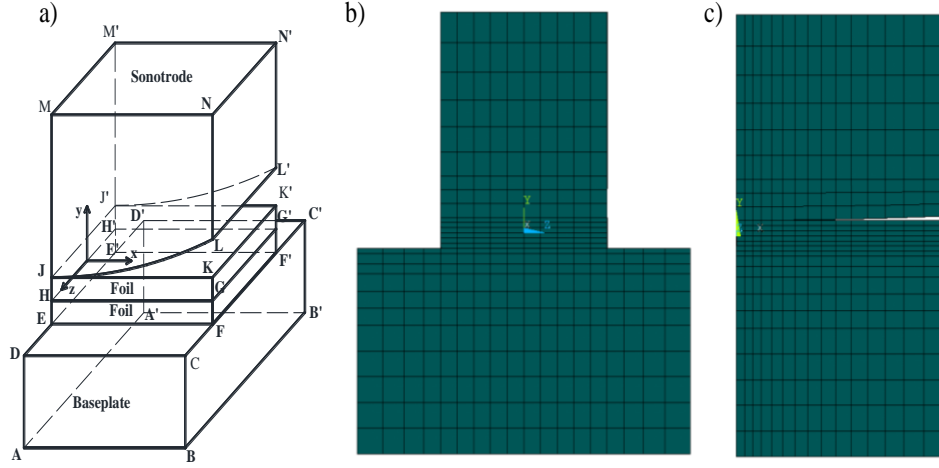 a)
b)
c)
M'
N'
Sonotrode
M
N
L'
J'
K'
y
D'
G'
C'
H'
L
E'
x
F'
J
K
z
Foil
H
G
Foil
A'
B'
E
F
D
C
Baseplate
A
B
Y
X
Z
Y
X